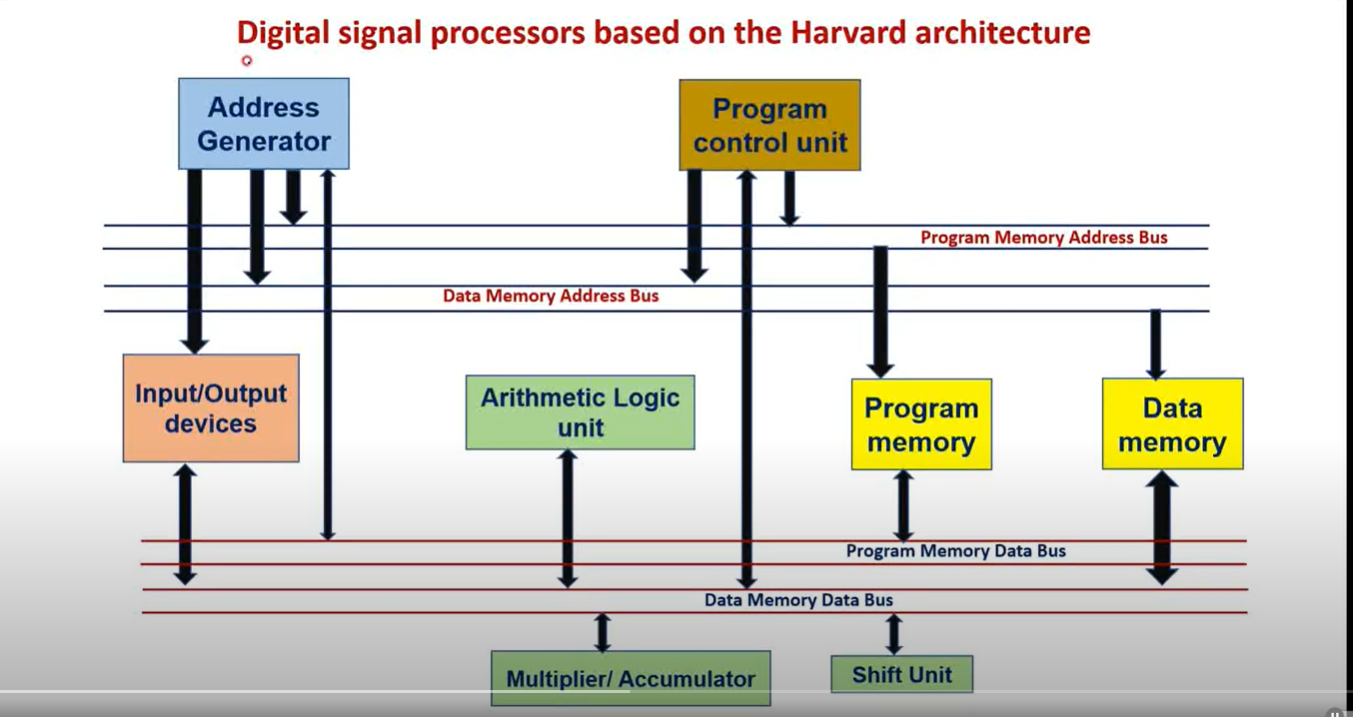 Digital signal processors based on the Harvard architecture
Address
Generator
Program
control unit
Program Memory Address Bus
Data Memory Address Bus
Input/Output
devices
Arithmetic Logic
unit
Program
memory
Data
memory
Program Memory Data Bus
Data Memory Data Bus
Multiplier/ Accumulator
Shift Unit